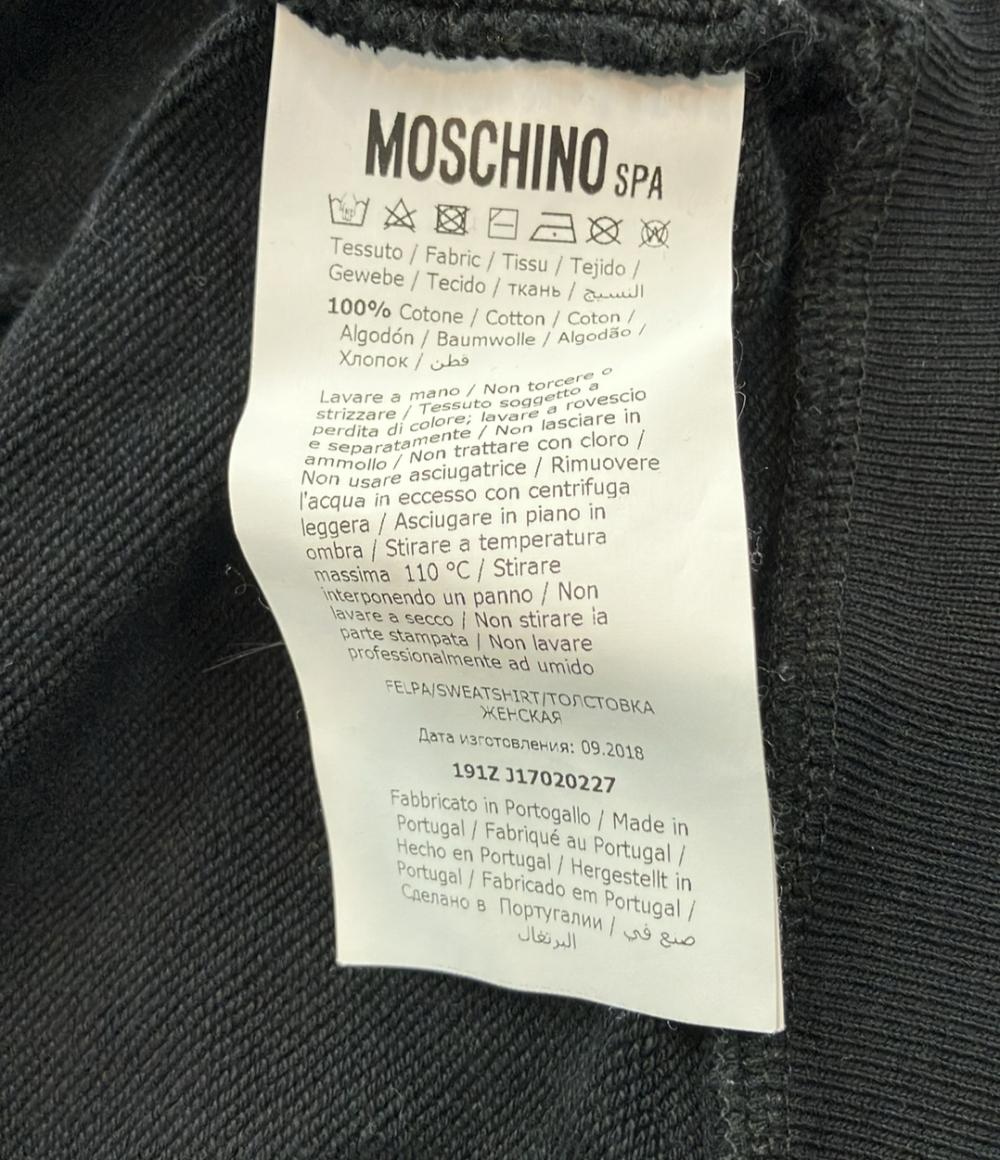 MOSCHINO SPA
Tessuto / Fabric / Tissu / Tejido /
Gewebe / Tecido / ткань / النسيج
100% Cotone / Cotton / Coton /
Algodón / Baumwolle / Algodão /
Хлопок / قطن
Lavare a mano / Non torcere o
strizzare / Tessuto soggetto a
perdita di colore; lavare a rovescio
e separatamente / Non lasciare in
ammollo / Non trattare con cloro /
Non usare asciugatrice / Rimuovere
l'acqua in eccesso con centrifuga
leggera / Asciugare in piano in
ombra / Stirare a temperatura
massima 110 °C / Stirare
interponendo un panno / Non
lavare a secco / Non stirare la
parte stampata / Non lavare
professionalmente ad umido
FELPA/SWEATSHIRT/ТОЛСТОВКА
ЖЕНСКАЯ
Дата изготовления: 09.2018
191Z J17020227
Fabbricato in Portogallo / Made in
Portugal / Fabriqué au Portugal /
Hecho en Portugal / Hergestellt in
Portugal / Fabricado em Portugal /
Сделано в Португалии / صنع في
البرتغال